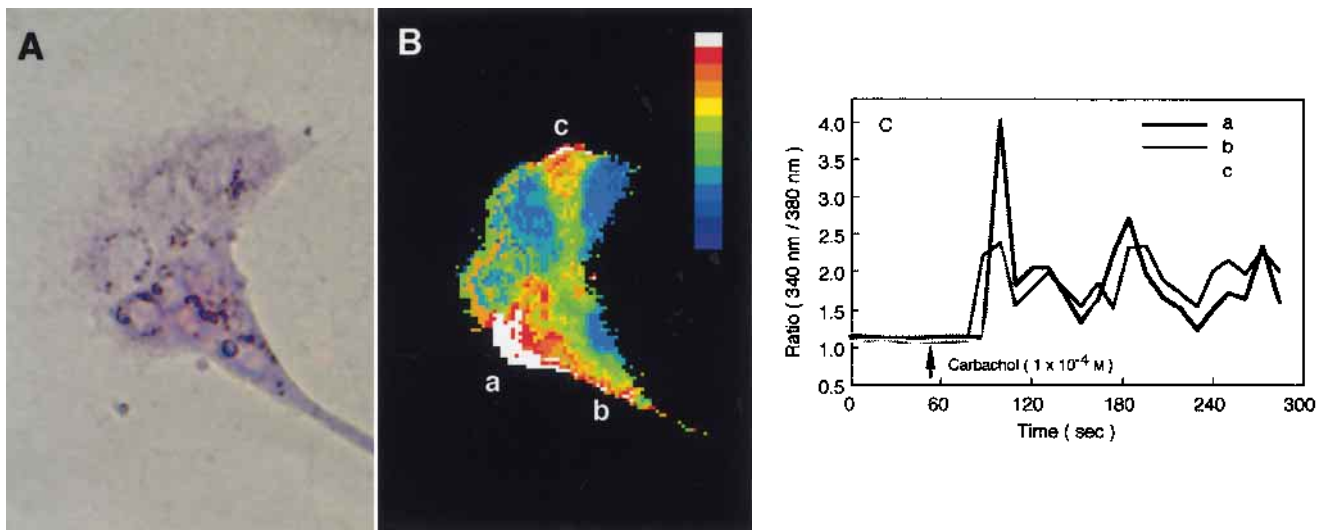 A
B
c
a
b
C
a
b
c
4.0
3.5
3.0
2.5
2.0
1.5
1.0
0.5
Ratio ( 340 nm / 380 nm )
Carbachol ( 1 x 10⁻⁴ M )
0 60 120 180 240 300
Time ( sec )